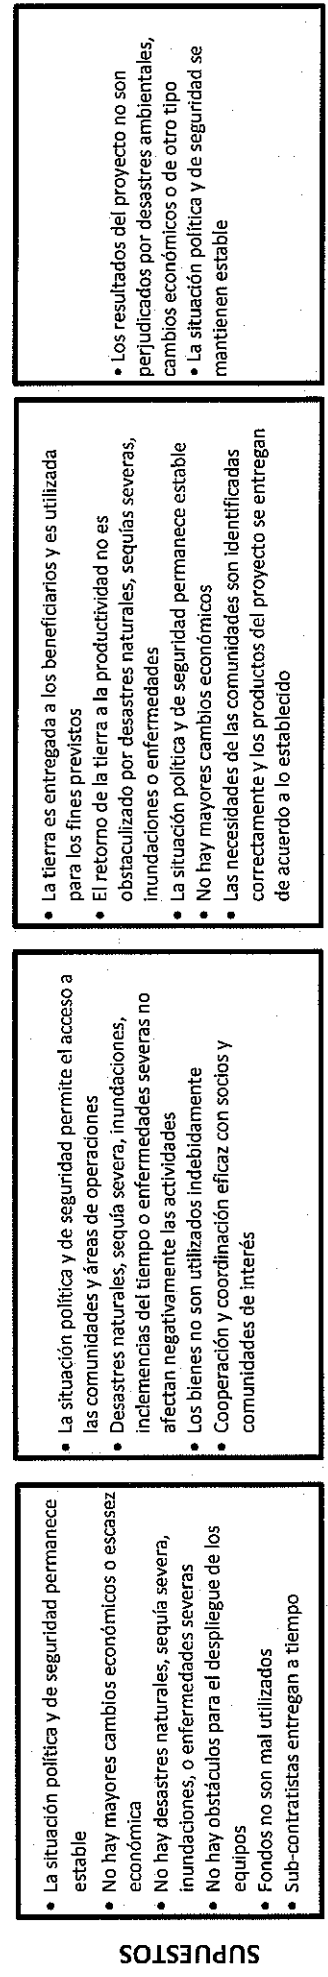 SUPUESTOS
• La situación política y de seguridad permanece
estable
• No hay mayores cambios económicos o escasez
económica
• No hay desastres naturales, sequía severa,
inundaciones, o enfermedades severas
• No hay obstáculos para el despliegue de los
equipos
• Fondos no son mal utilizados
• Sub-contratistas entregan a tiempo
• La situación política y de seguridad permite el acceso a
las comunidades y áreas de operaciones
• Desastres naturales, sequía severa, inundaciones,
inclemencias del tiempo o enfermedades severas no
afectan negativamente las actividades
• Los bienes no son utilizados indebidamente
• Cooperación y coordinación eficaz con socios y
comunidades de interés
• La tierra es entregada a los beneficiarios y es utilizada
para los fines previstos
• El retorno de la tierra a la productividad no es
obstaculizado por desastres naturales, sequías severas,
inundaciones o enfermedades
• La situación política y de seguridad permanece estable
• No hay mayores cambios económicos
• Las necesidades de las comunidades son identificadas
correctamente y los productos del proyecto se entregan
de acuerdo a lo establecido
• Los resultados del proyecto no son
perjudicados por desastres ambientales,
cambios económicos o de otro tipo
• La situación política y de seguridad se
mantienen estable